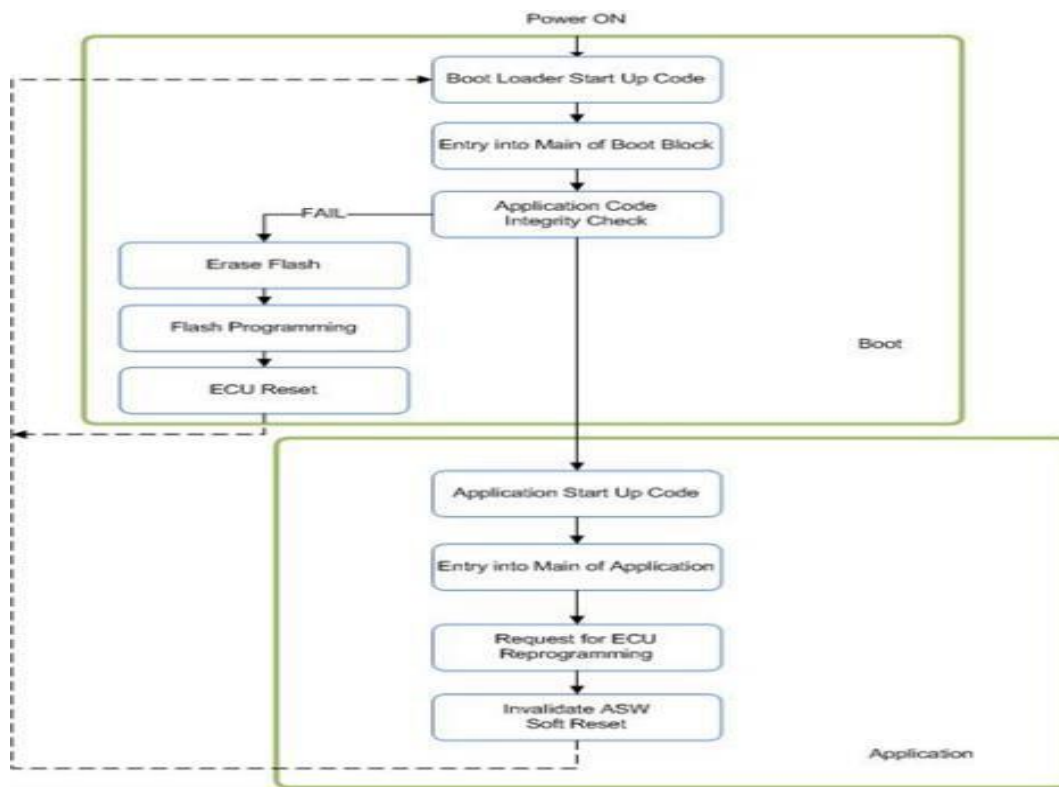 Power ON
Boot Loader Start Up Code
Entry into Main of Boot Block
Application Code
Integrity Check
FAIL
Erase Flash
Flash Programming
ECU Reset
Boot
Application Start Up Code
Entry into Main of Application
Request for ECU
Reprogramming
Invalidate ASW
Soft Reset
Application